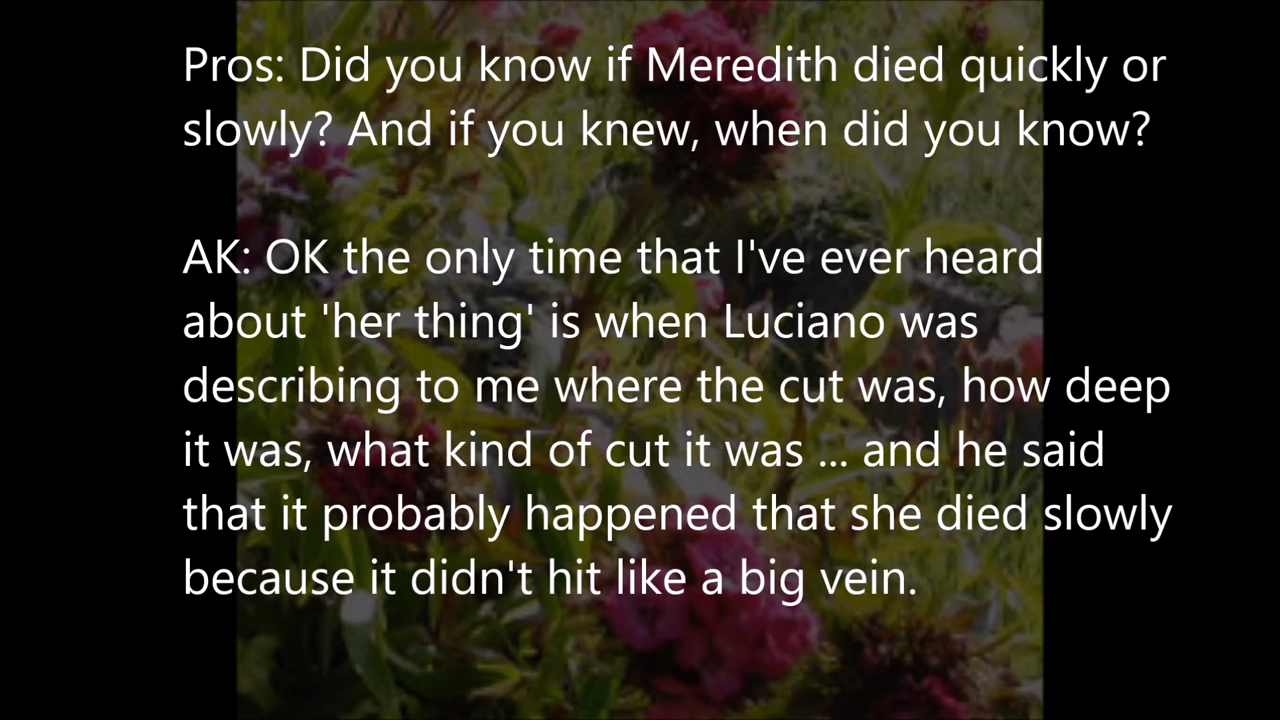 Pros: Did you know if Meredith died quickly or
slowly? And if you knew, when did you know?
AK: OK the only time that I've ever heard
about 'her thing' is when Luciano was
describing to me where the cut was, how deep
it was, what kind of cut it was ... and he said
that it probably happened that she died slowly
because it didn't hit like a big vein.